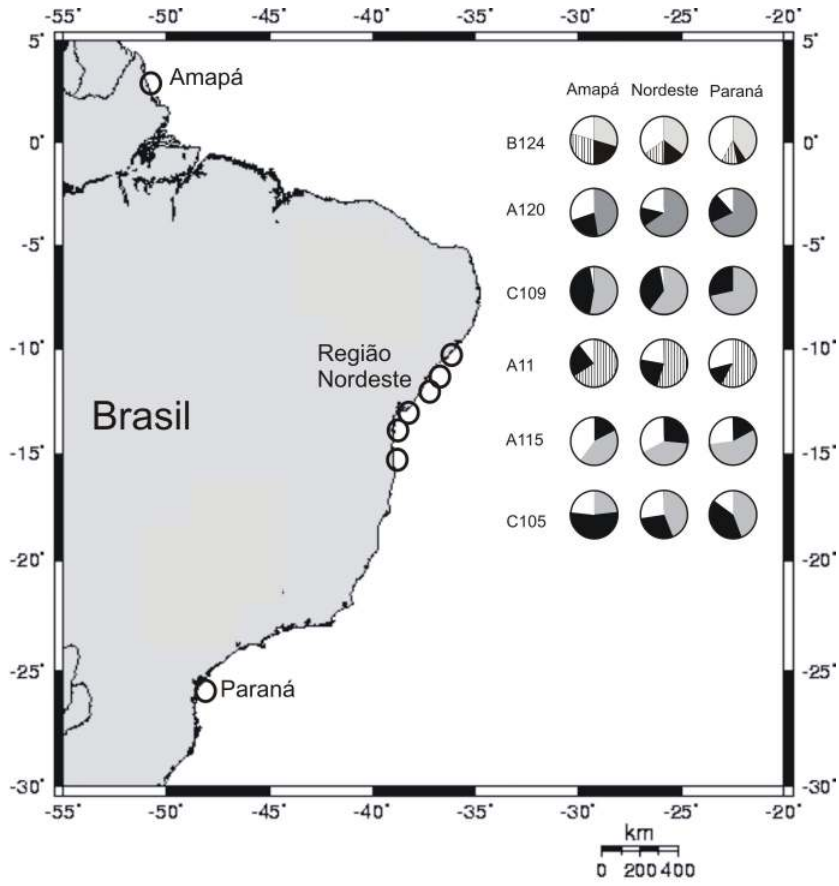 -55° -50° -45° -40° -35° -30° -25° -20°
5° 5°
Amapá
Amapá Nordeste Paraná
0° 0°
B124
A120
-5° -5°
C109
-10° -10°
Região
Nordeste
A11
Brasil
A115
-15° -15°
C105
-20° -20°
-25° -25°
Paraná
-30° -30°
-55° -50° -45° -40° -35° -30° -25° -20°
km
0 200 400